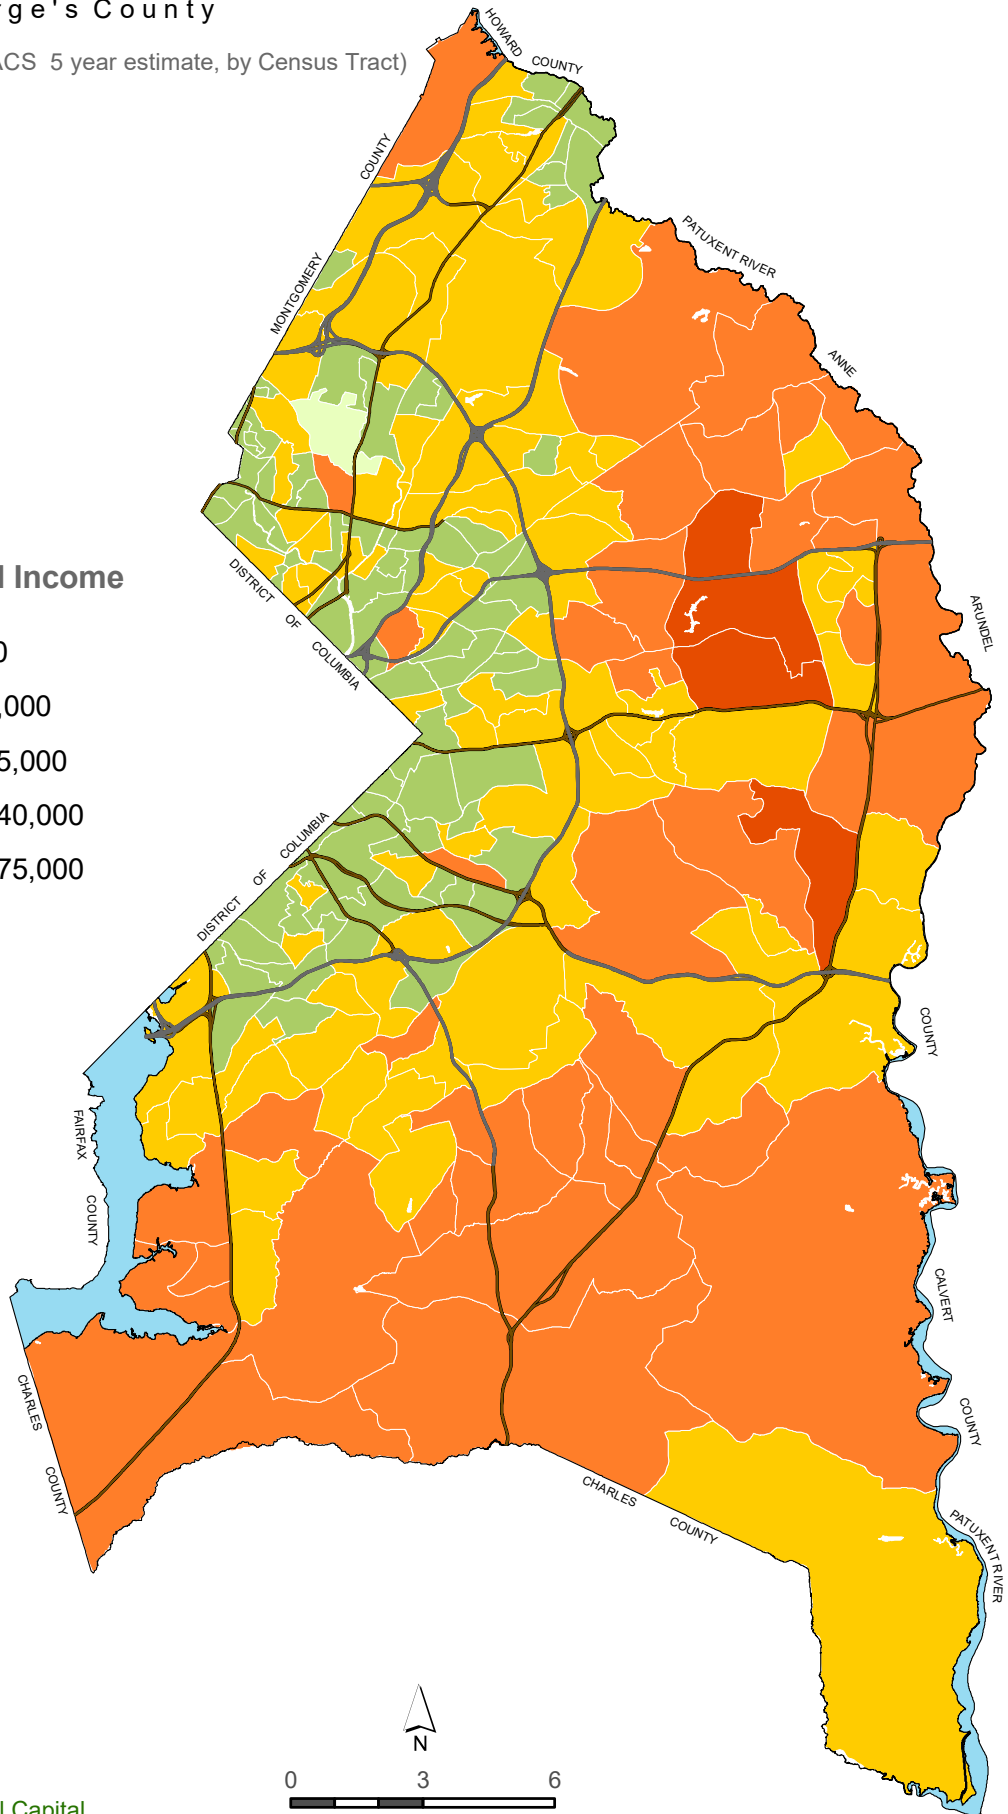 rge's County
ACS 5 year estimate, by Census Tract)
HOWARD
COUNTY
COUNTY
MONTGOMERY
PATUXENT RIVER
ANNE
ARUNDEL
DISTRICT
OF
COLUMBIA
l Income
0
,000
5,000
40,000
75,000
COLUMBIA
OF
DISTRICT
COUNTY
FAIRFAX
COUNTY
CALVERT
COUNTY
CHARLES
COUNTY
CHARLES
COUNTY
PATUXENT RIVER
N
0 3 6
l Capital